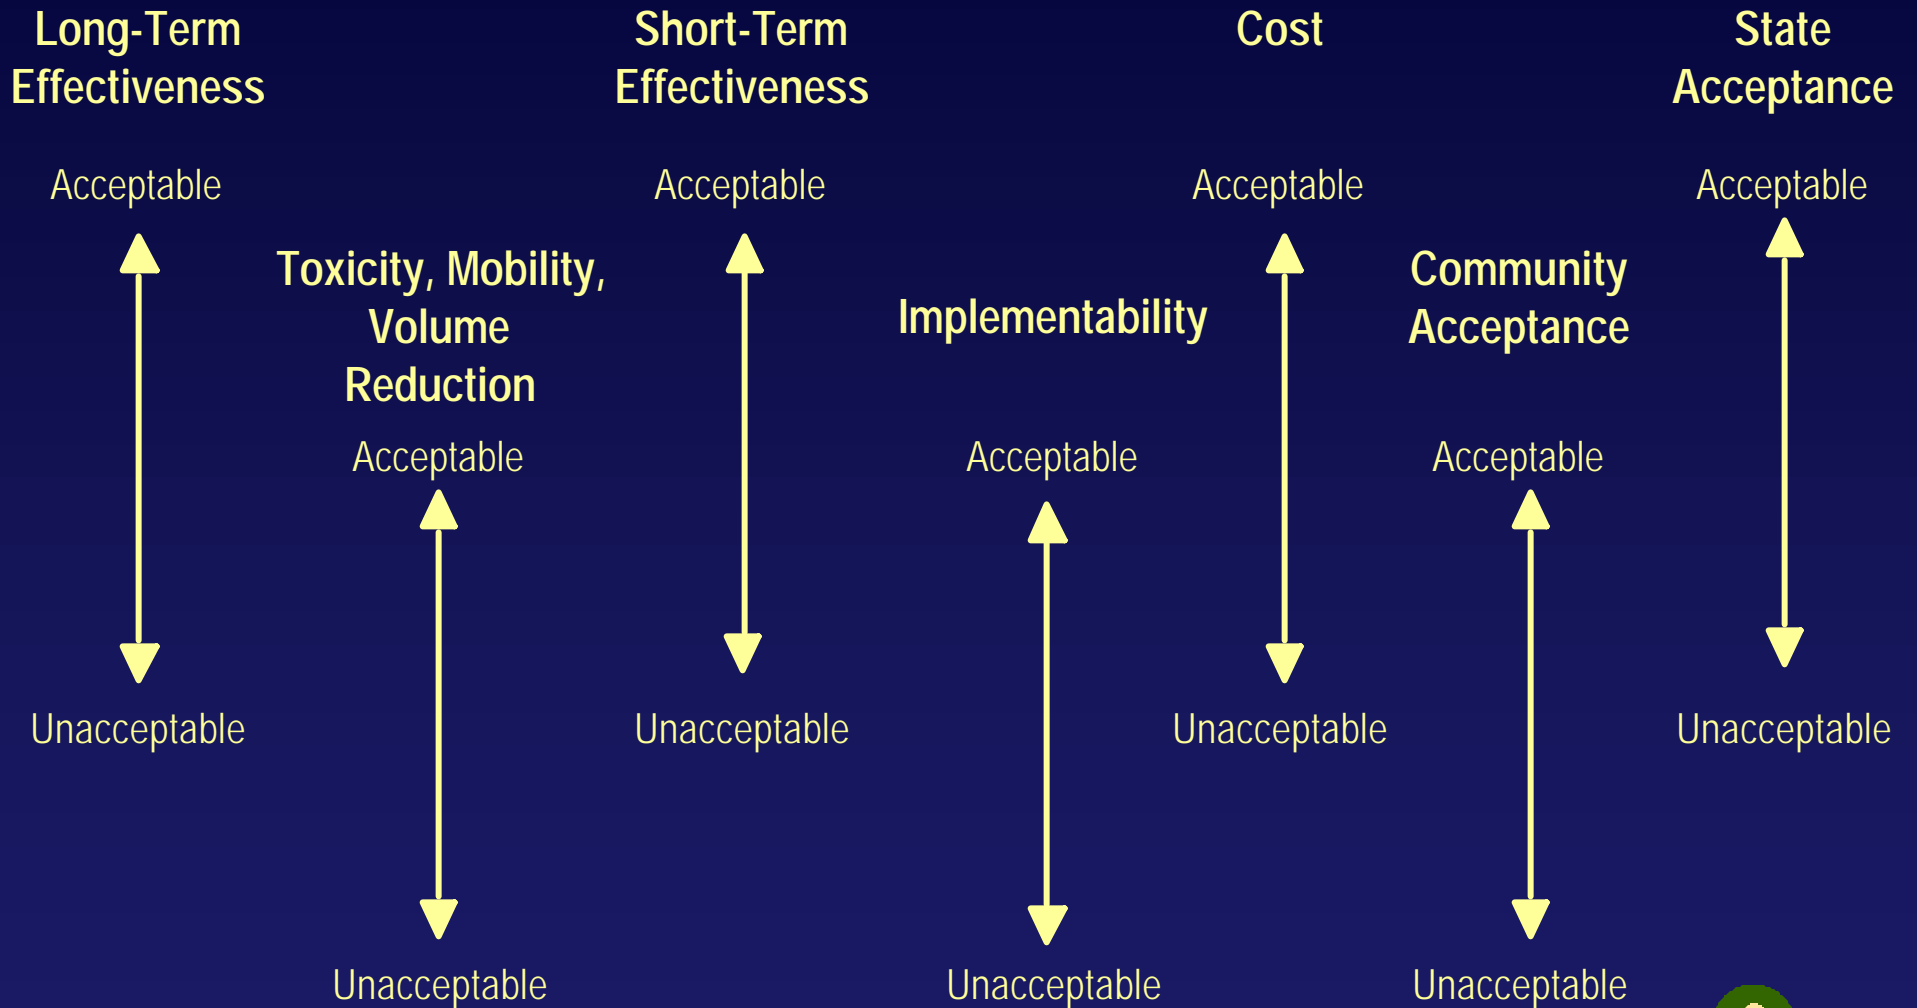 Long-Term
Effectiveness
Acceptable
Unacceptable
Toxicity, Mobility,
Volume
Reduction
Acceptable
Unacceptable
Short-Term
Effectiveness
Acceptable
Unacceptable
Implementability
Acceptable
Unacceptable
Cost
Acceptable
Unacceptable
Community
Acceptance
Acceptable
Unacceptable
State
Acceptance
Acceptable
Unacceptable